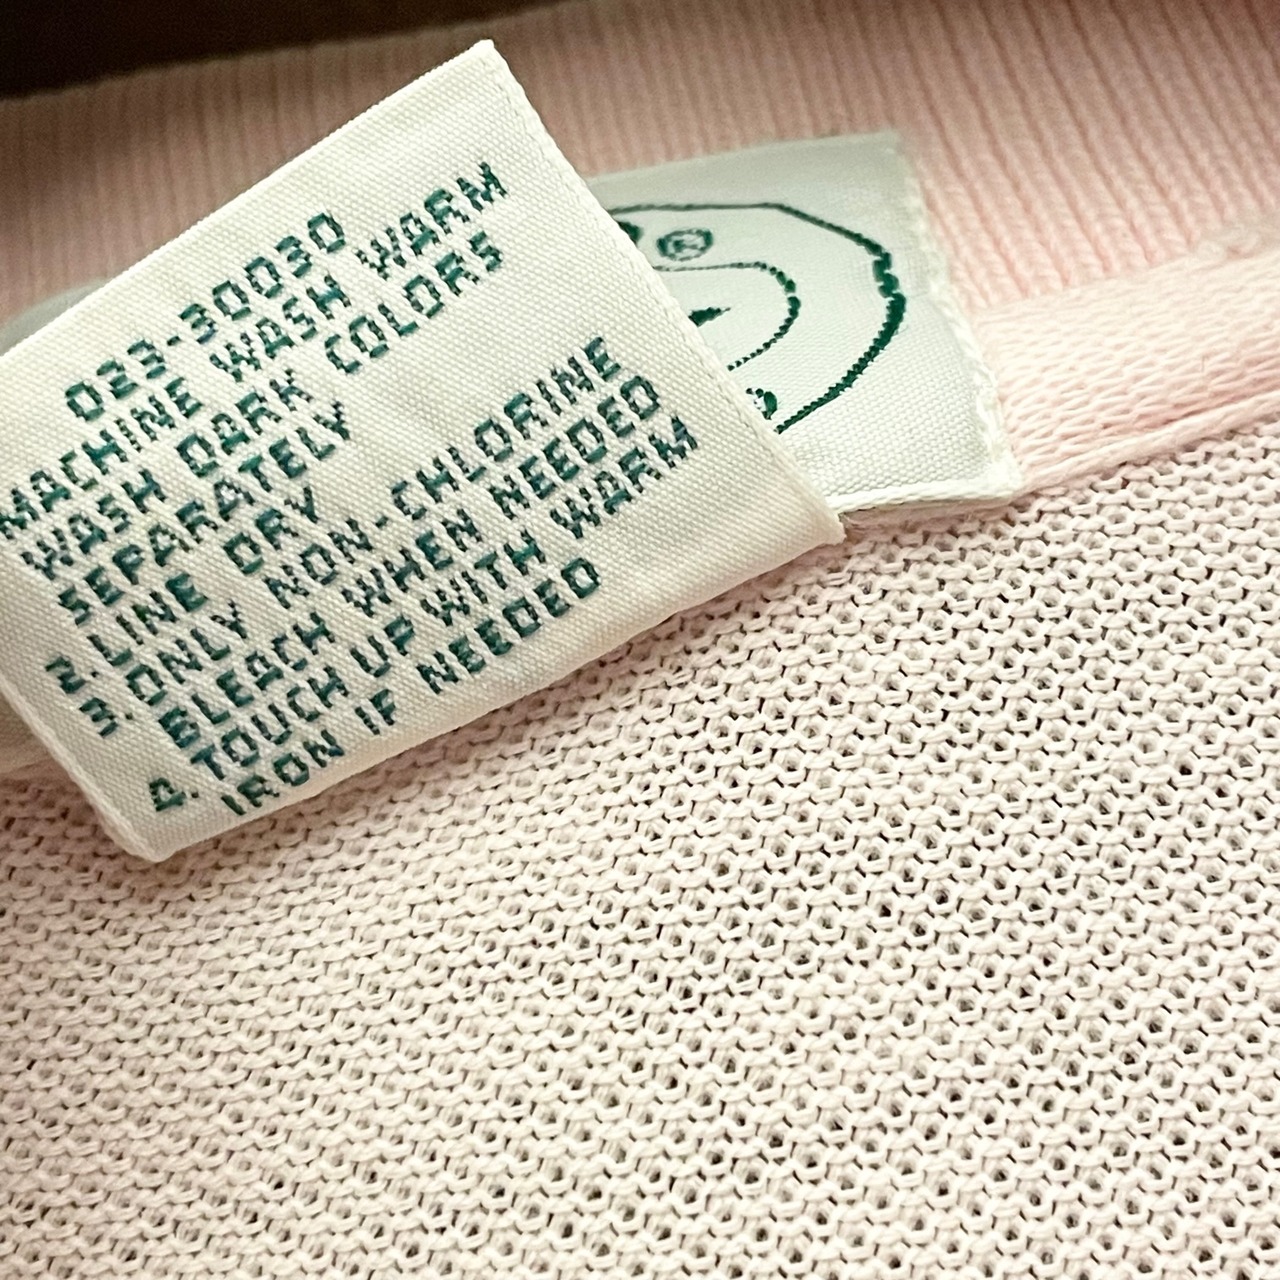 023-30030
MACHINE WASH WARM
WASH DARK COLORS
SEPARATELY
2. LINE DRY
3. ONLY NON-CHLORINE
BLEACH WHEN NEEDED
4. TOUCH UP WITH WARM
IRON IF NEEDED
®